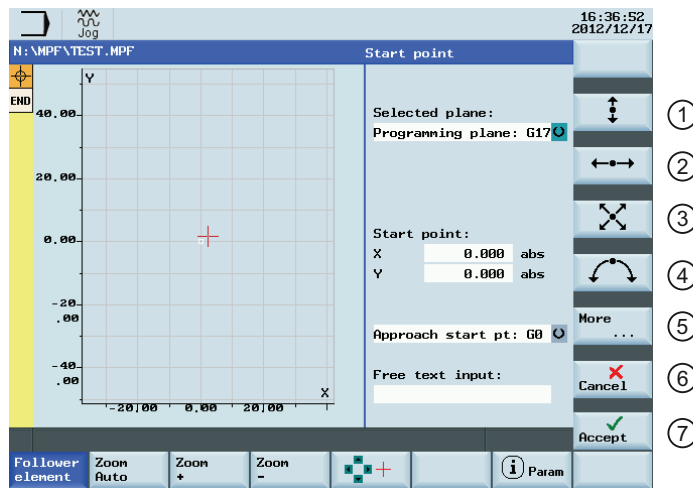 16:36:52
2012/12/17
Jog
N:\MPF\TEST.MPF
Start point
Y
END
40.00
20.00
0.00
-20
.00
-40
.00
X
-20.00 0.00 20.00
Selected plane:
Programming plane: G17
Start point:
X 0.000 abs
Y 0.000 abs
Approach start pt: G0
Free text input:
1
2
3
4
More
...
5
Cancel
6
Accept
7
Follower
element
Zoom
Auto
Zoom
+
Zoom
-
i Param